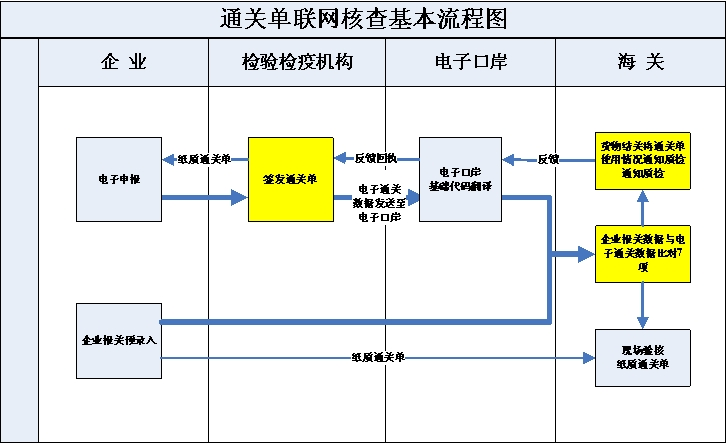 通关单联网核查基本流程图
企 业
检验检疫机构
电子口岸
海 关
电子申报
纸质通关单
签发通关单
反馈回执
电子通关
数据发送至
电子口岸
电子口岸
基础代码翻译
反馈
货物结关将通关单
使用情况通知质检
通知质检
企业报关数据与电
子通关数据比对7
项
企业报关预录入
纸质通关单
现场验核
纸质通关单